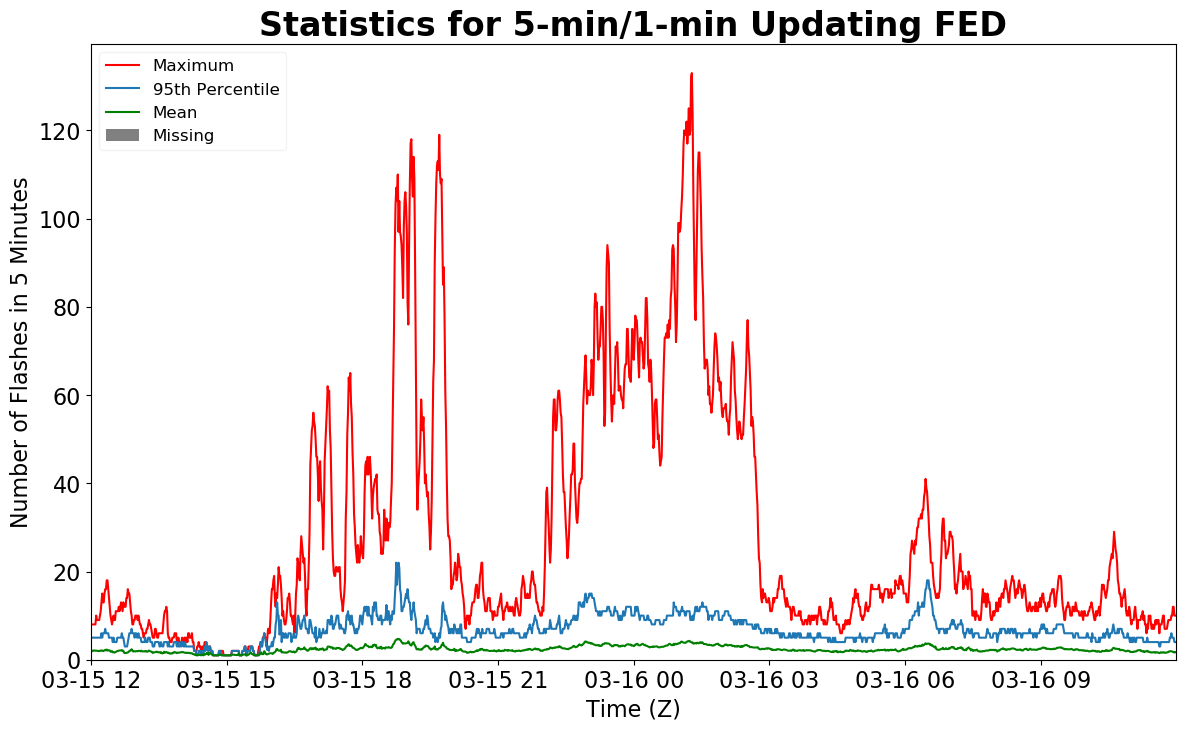 Statistics for 5-min/1-min Updating FED
Maximum
95th Percentile
Mean
Missing
Number of Flashes in 5 Minutes
120
100
80
60
40
20
0
03-15 12 03-15 15 03-15 18 03-15 21 03-16 00 03-16 03 03-16 06 03-16 09
Time (Z)